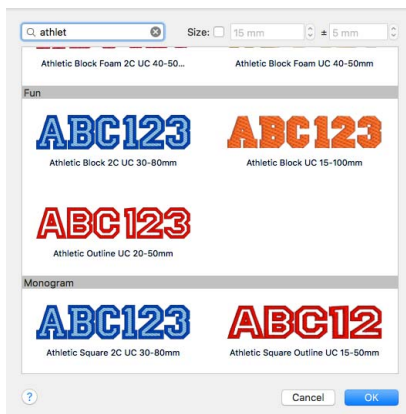 athlet Size: 15 mm ± 5 mm
Athletic Block Foam 2C UC 40-50... Athletic Block Foam UC 40-50mm
Fun
ABC123 ABC123
Athletic Block 2C UC 30-80mm Athletic Block UC 15-100mm
ABC123
Athletic Outline UC 20-50mm
Monogram
ABC123 ABC12
Athletic Square 2C UC 30-80mm Athletic Square Outline UC 15-50mm
? Cancel OK